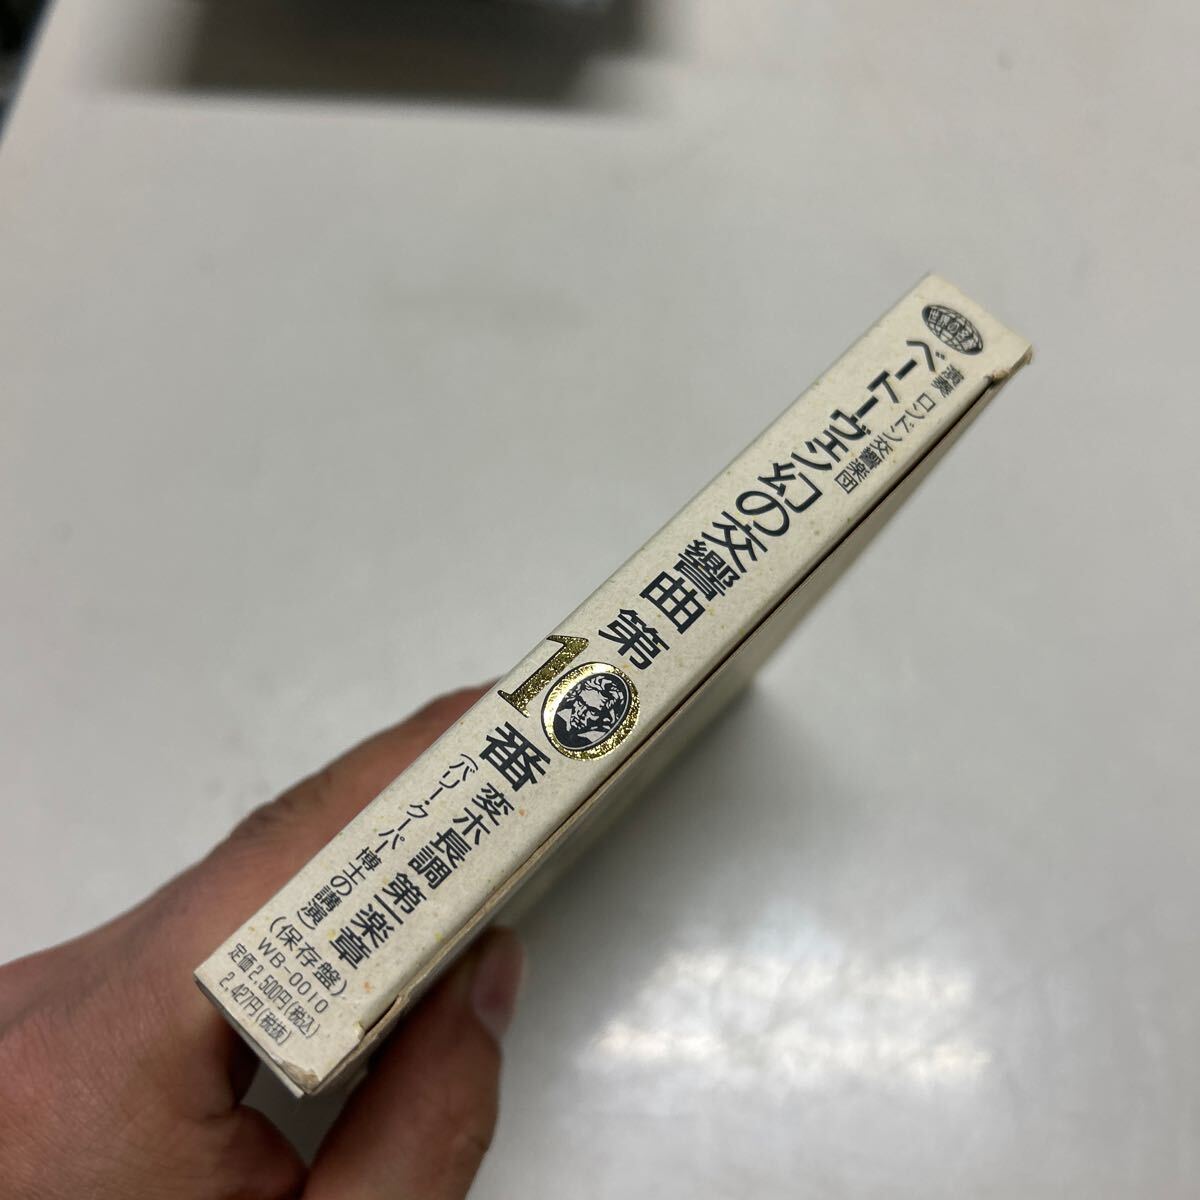 ベートーヴェン幻の交響曲 第10番
演奏 ロンドン交響楽団
変ホ長調 第一楽章
(バリー・クーパー 博士の講演)
(保存盤)
WB-0010
定価2,500円(税込)
2,427円(税抜)